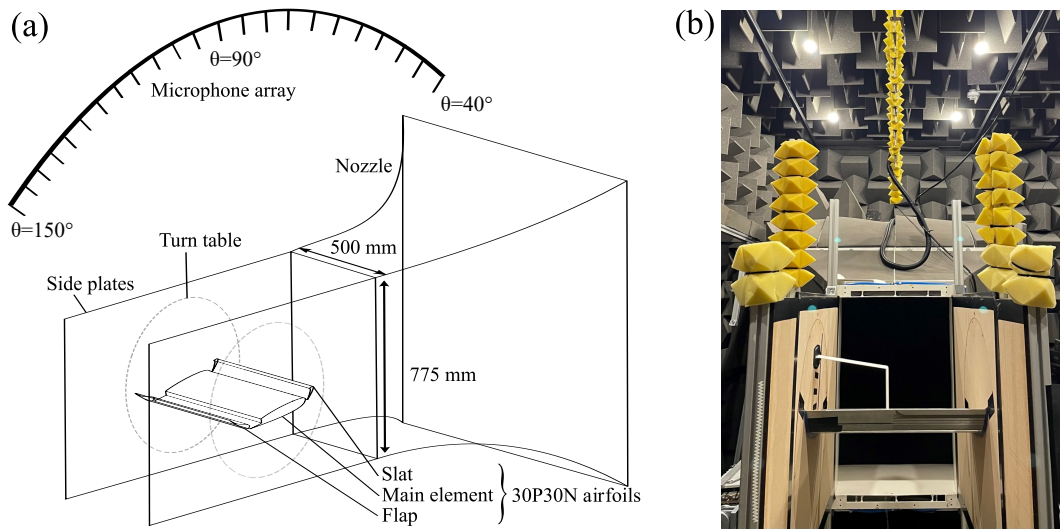 (a)
(b)
θ=90°
Microphone array
θ=40°
Nozzle
θ=150°
Turn table
500 mm
Side plates
775 mm
Slat
Main element
30P30N airfoils
Flap